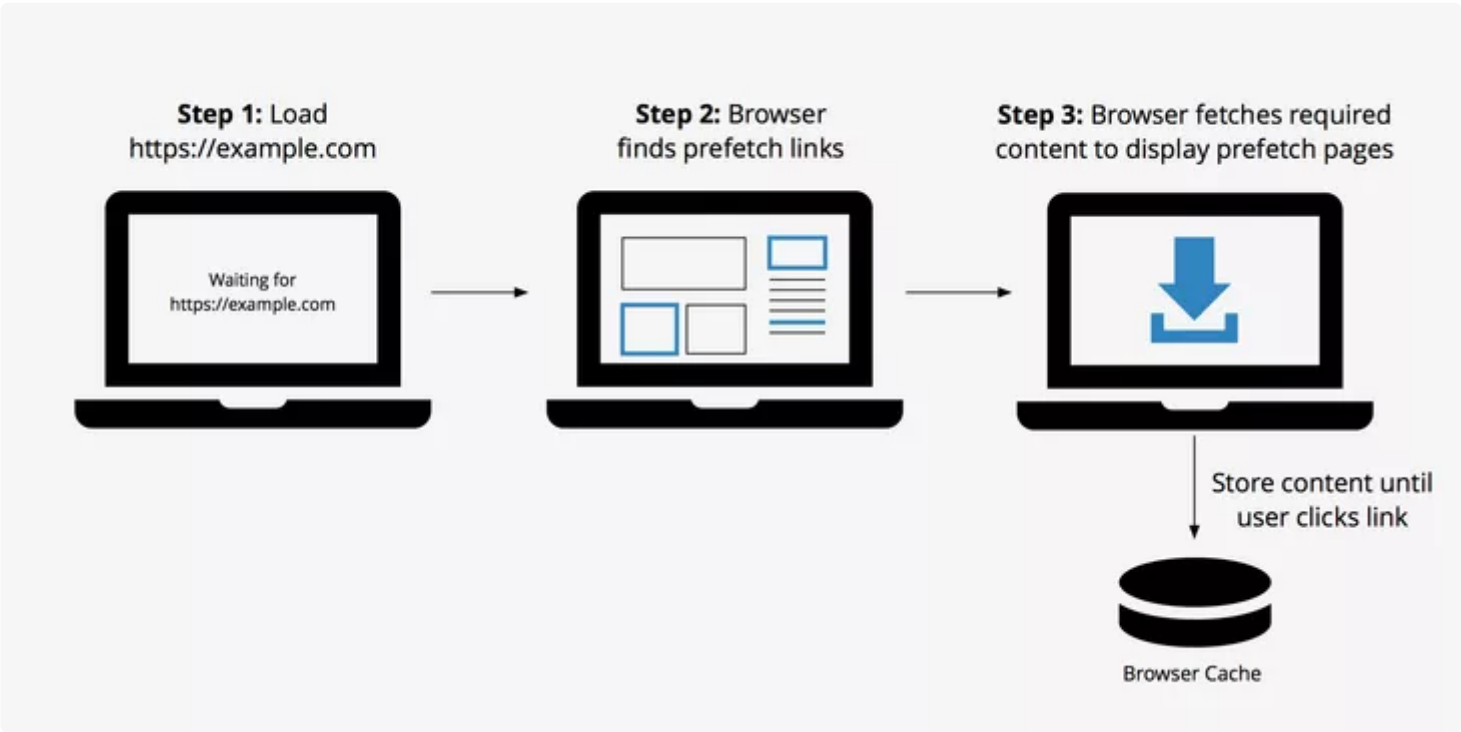 Step 1: Load
https://example.com
Step 2: Browser
finds prefetch links
Step 3: Browser fetches required
content to display prefetch pages
Waiting for
https://example.com
Store content until
user clicks link
Browser Cache